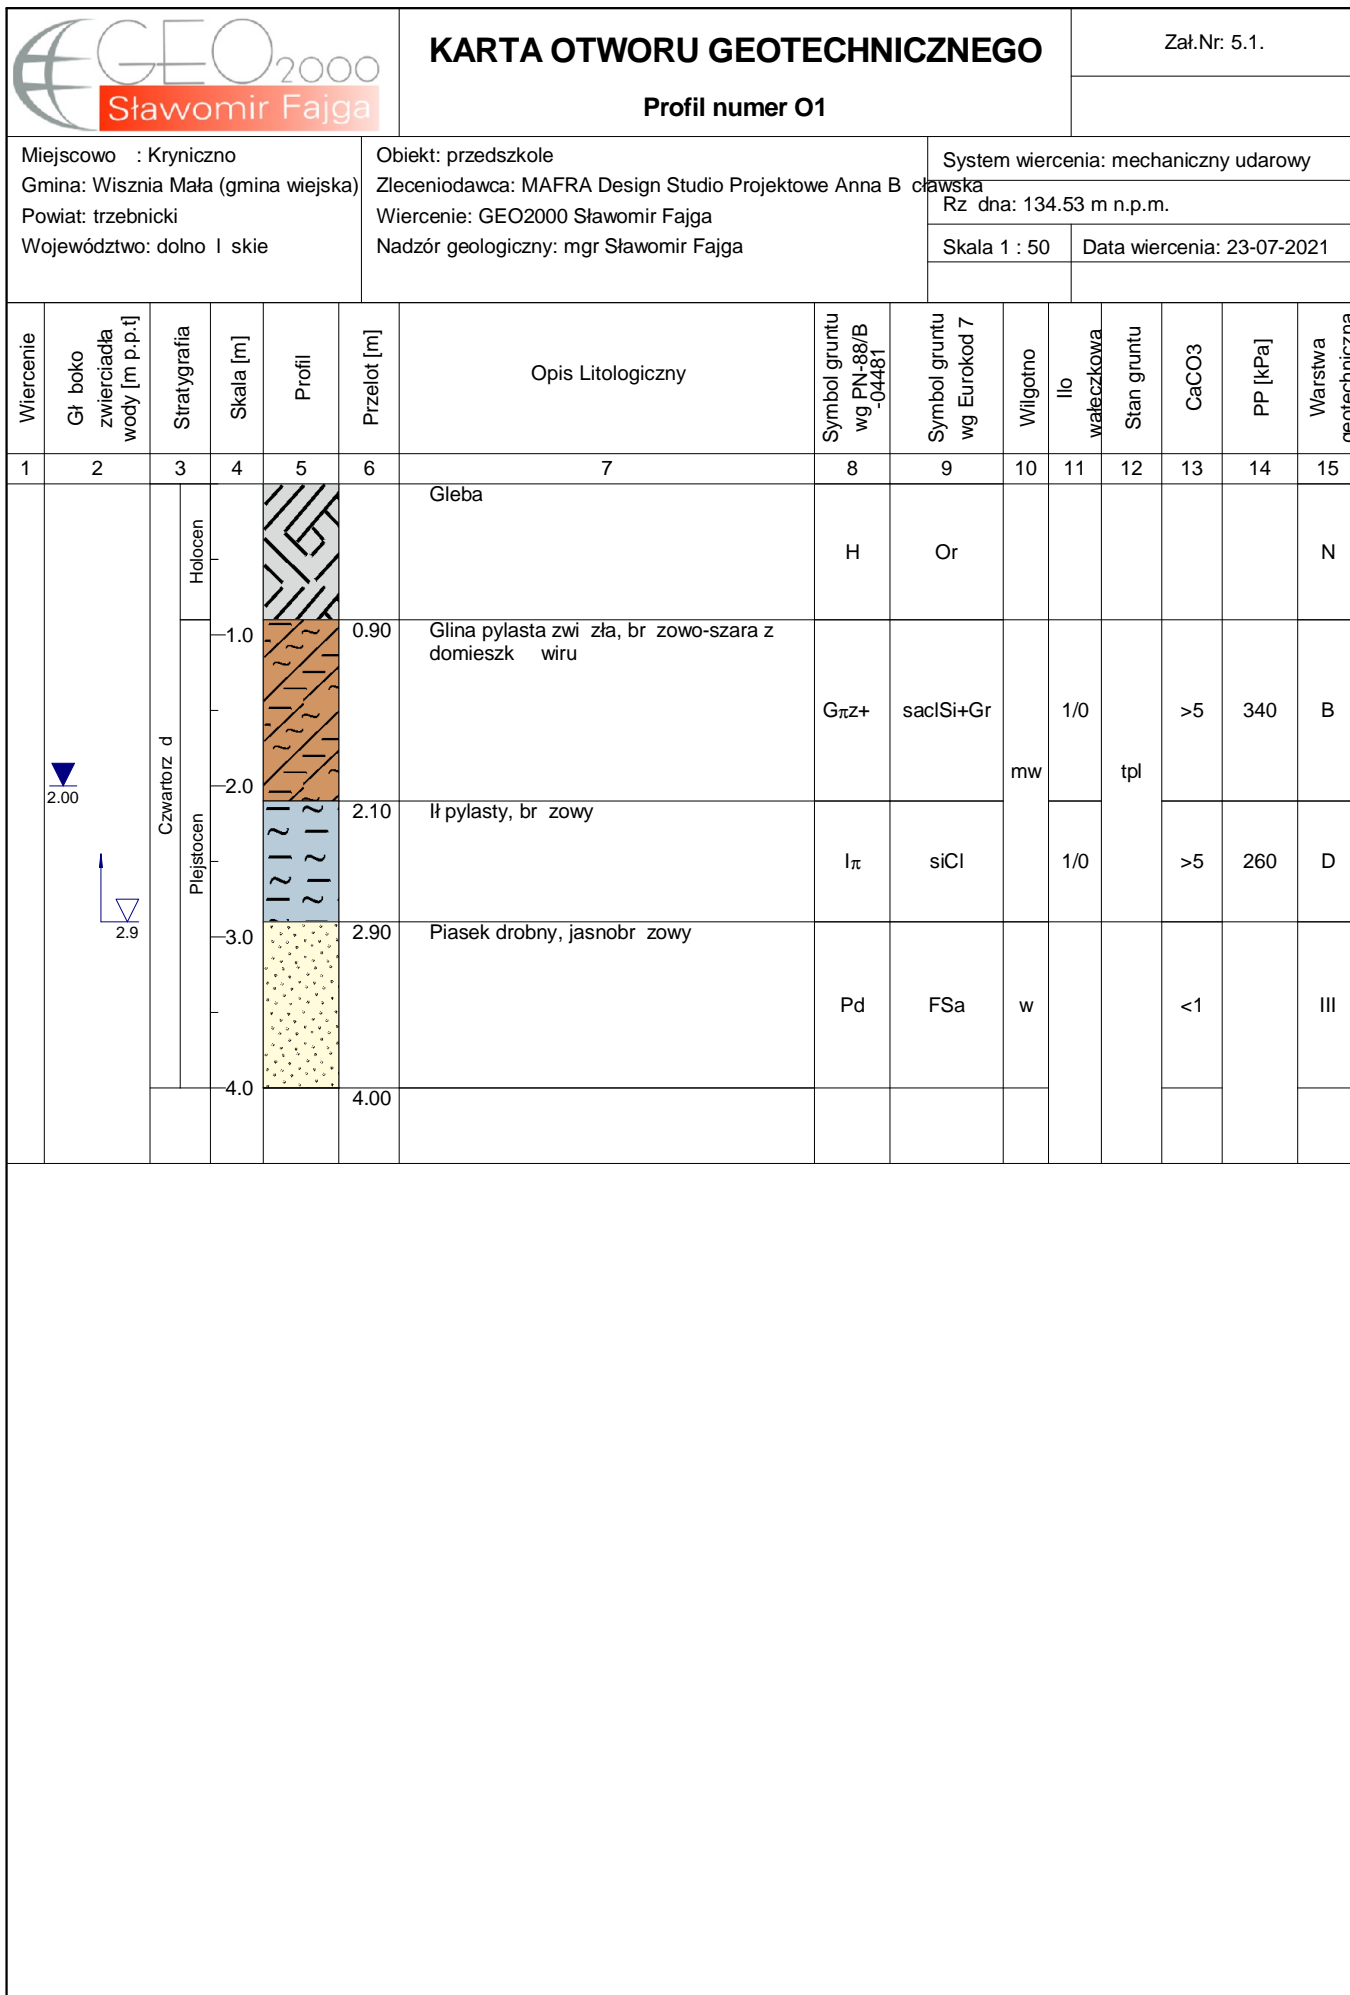 GEO2000
Sławomir Fajga
KARTA OTWORU GEOTECHNICZNEGO
Profil numer O1
Zał.Nr: 5.1.
Miejscowo : Kryniczno
Gmina: Wisznia Mała (gmina wiejska)
Powiat: trzebnicki
Województwo: dolno l skie
Obiekt: przedszkole
Zleceniodawca: MAFRA Design Studio Projektowe Anna B cławska
Wiercenie: GEO2000 Sławomir Fajga
Nadzór geologiczny: mgr Sławomir Fajga
System wiercenia: mechaniczny udarowy
Rz dna: 134.53 m n.p.m.
Skala 1 : 50
Data wiercenia: 23-07-2021
Wiercenie
Gł boko
zwierciadła
wody [m p.p.t]
Stratygrafia
Skala [m]
Profil
Przelot [m]
Opis Litologiczny
Symbol gruntu
wg PN-88/B
-04481
Symbol gruntu
wg Eurokod 7
Wilgotno
Ilo
wałeczkowa
Stan gruntu
CaCO3
PP [kPa]
Warstwa
geotechniczna
1 2 3 4 5 6 7 8 9 10 11 12 13 14 15
Czwartorz d
Holocen
Gleba
H
Or
N
Plejstocen
1.0
0.90
Glina pylasta zwi zła, br zowo-szara z
domieszk wiru
Gπz+
saclSi+Gr
mw
1/0
tpl
>5
340
B
2.00
2.0
2.10
Ił pylasty, br zowy
Iπ
siCl
1/0
>5
260
D
2.9
3.0
2.90
Piasek drobny, jasnobr zowy
Pd
FSa
w
<1
III
4.0
4.00